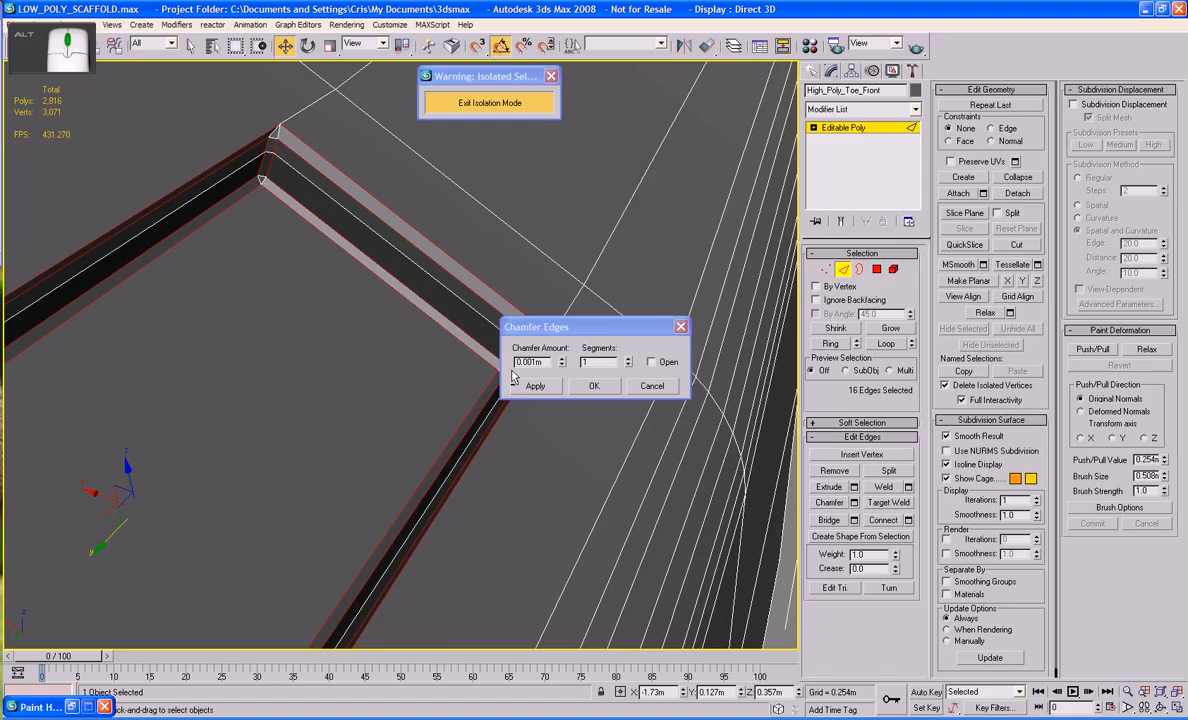 LOW_POLY_SCAFFOLD.max - Project Folder: C:\Documents and Settings\Cris\My Documents\3dsmax - Autodesk 3ds Max 2008 - Not for Resale - Display : Direct 3D
Views Create Modifiers reactor Animation Graph Editors Rendering Customize MAXScript Help
ALT
All
View
View
Total
Polys: 2,816
Verts: 3,071
FPS: 431.270
Warning: Isolated Sel...
Exit Isolation Mode
Chamfer Edges
Chamfer Amount: Segments:
0.001m 1 Open
Apply OK Cancel
High_Poly_Toe_Front
Modifier List
Editable Poly
Selection
By Vertex
Ignore Backfacing
By Angle: 45.0
Shrink Grow
Ring Loop
Preview Selection
Off SubObj Multi
16 Edges Selected
Soft Selection
Edit Edges
Insert Vertex
Remove Split
Extrude Weld
Chamfer Target Weld
Bridge Connect
Create Shape From Selection
Weight: 1.0
Crease: 0.0
Edit Tri. Turn
Edit Geometry
Repeat Last
Constraints
None Edge
Face Normal
Preserve UVs
Create Collapse
Attach Detach
Slice Plane Split
Slice Reset Plane
QuickSlice Cut
MSmooth Tessellate
Make Planar X Y Z
View Align Grid Align
Relax
Hide Selected Unhide All
Hide Unselected
Named Selections:
Copy Paste
Delete Isolated Vertices
Full Interactivity
Subdivision Surface
Smooth Result
Use NURMS Subdivision
Isoline Display
Show Cage......
Display
Iterations: 1
Smoothness: 1.0
Render
Iterations: 0
Smoothness: 1.0
Separate By
Smoothing Groups
Materials
Update Options
Always
When Rendering
Manually
Update
Subdivision Displacement
Subdivision Displacement
Split Mesh
Subdivision Presets
Low Medium High
Subdivision Method
Regular
Steps: 2
Spatial
Curvature
Spatial and Curvature
Edge: 20.0
Distance: 20.0
Angle: 10.0
View-Dependent
Advanced Parameters...
Paint Deformation
Push/Pull Relax
Revert
Push/Pull Direction
Original Normals
Deformed Normals
Transform axis
X Y Z
Push/Pull Value 0.254m
Brush Size 0.508m
Brush Strength 1.0
Brush Options
Commit Cancel
z
x
y
z
0 / 100
0 5 10 15 20 25 30 35 40 45 50 55 60 65 70 75 80 85 90 95 100
1 Object Selected X: -1.73m Y: 0.127m Z: 0.357m Grid = 0.254m Auto Key Selected
Paint H... ck-and-drag to select objects Add Time Tag Set Key Key Filters... 0